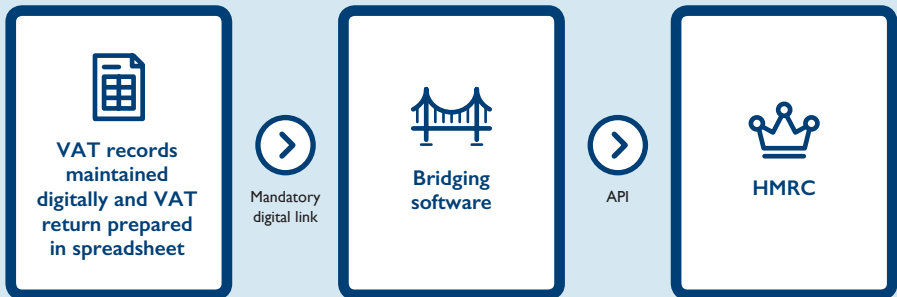 VAT records
maintained
digitally and VAT
return prepared
in spreadsheet
Mandatory
digital link
Bridging
software
API
HMRC